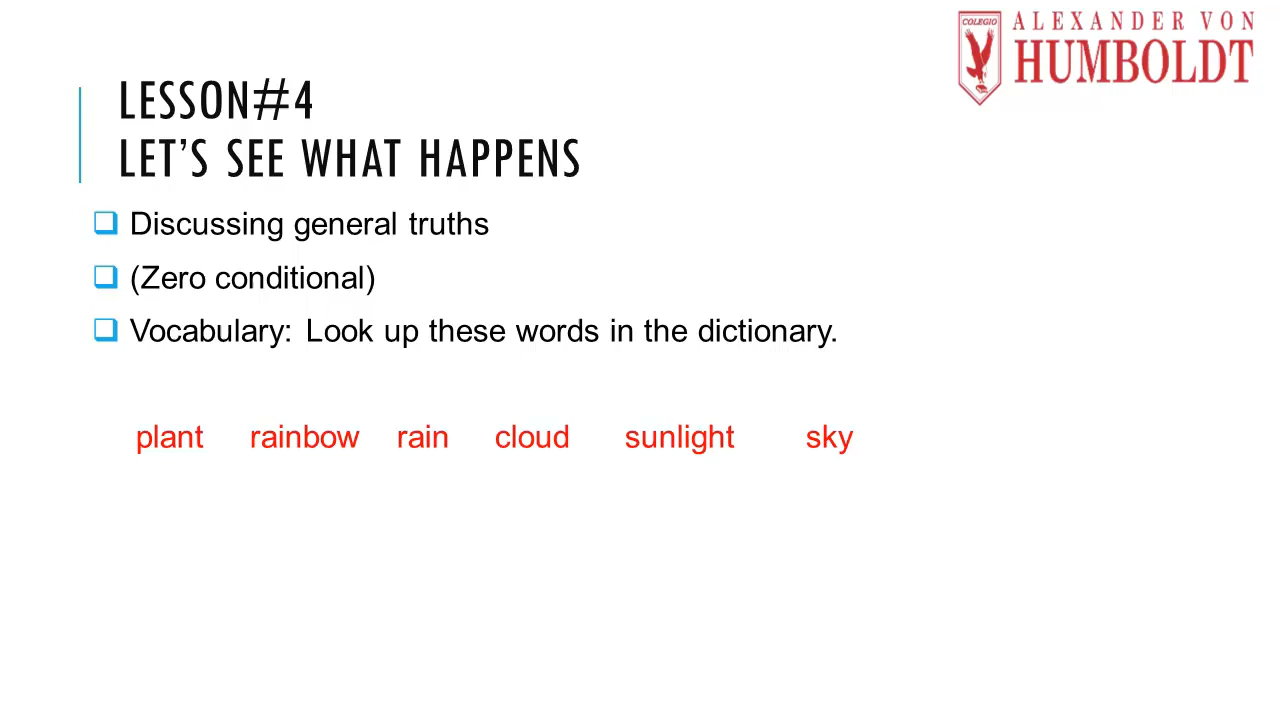 COLEGIO
ALEXANDER VON
HUMBOLDT
LESSON#4
LET’S SEE WHAT HAPPENS
Discussing general truths
(Zero conditional)
Vocabulary: Look up these words in the dictionary.
plant rainbow rain cloud sunlight sky